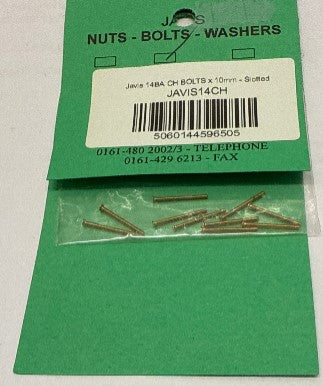 JAVIS
NUTS - BOLTS - WASHERS
Javis 14BA CH BOLTS x 10mm - Slotted
JAVIS14CH
5060144596505
0161-480 2002/3 - TELEPHONE
0161-429 6213 - FAX